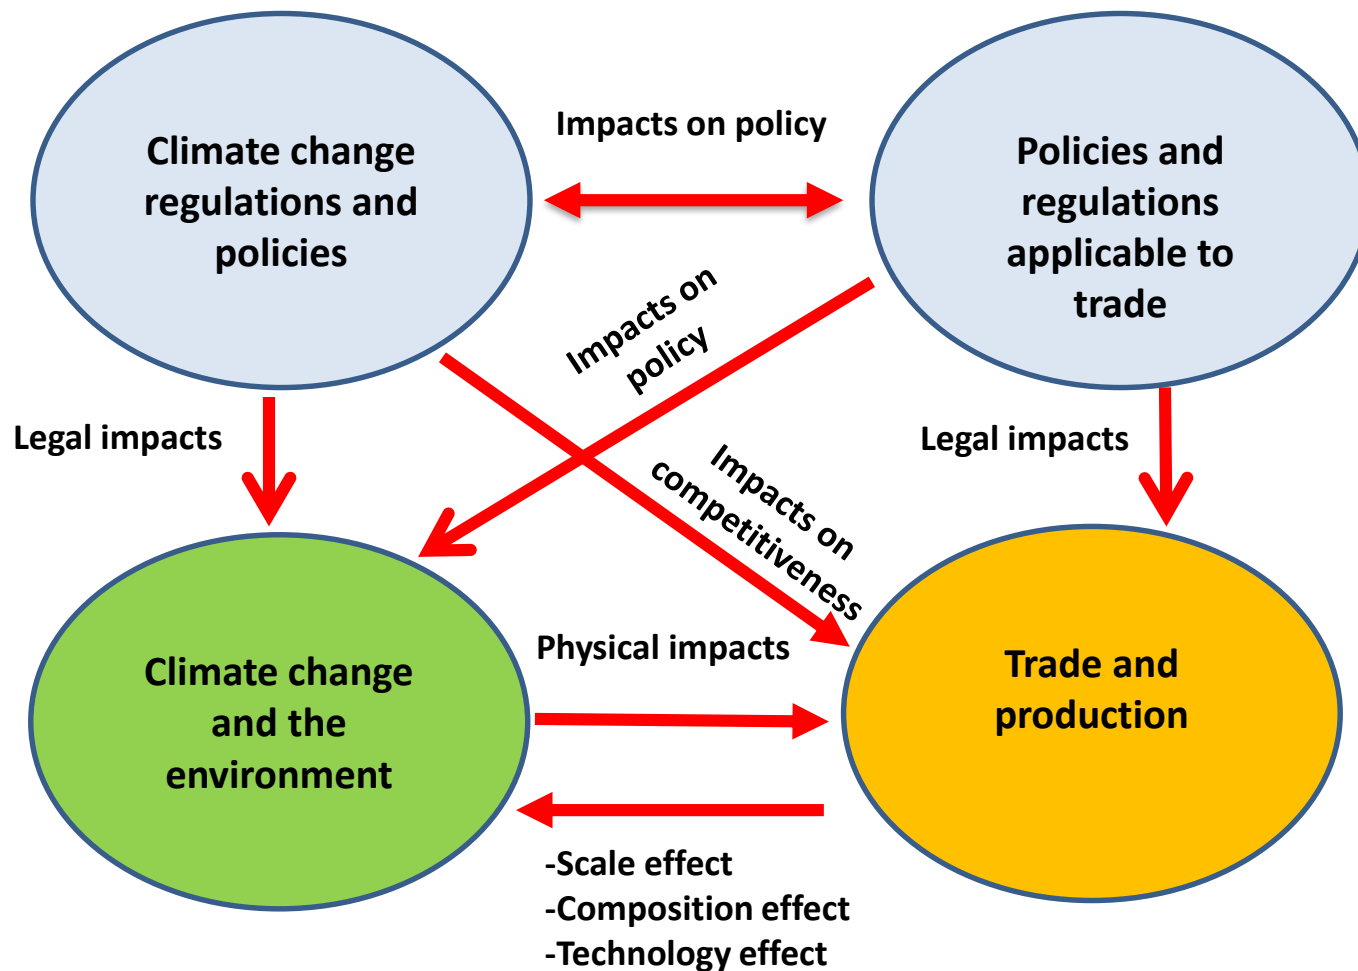 Climate change
regulations and
policies
Impacts on policy
Policies and
regulations
applicable to
trade
Impacts on
policy
Legal impacts
Impacts on
competitiveness
Legal impacts
Climate change
and the
environment
Physical impacts
Trade and
production
-Scale effect
-Composition effect
-Technology effect